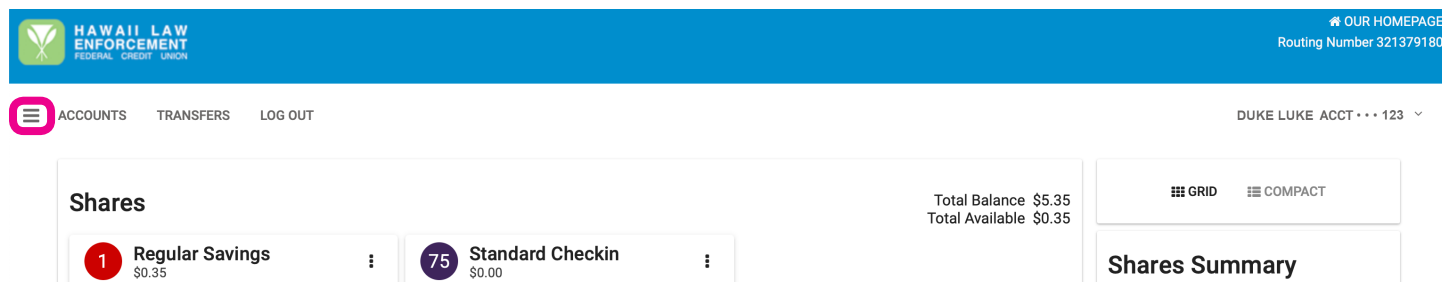 HAWAII LAW
ENFORCEMENT
FEDERAL CREDIT UNION
OUR HOMEPAGE
Routing Number 321379180
ACCOUNTS TRANSFERS LOG OUT
DUKE LUKE ACCT • • • 123
Shares
Total Balance $5.35
Total Available $0.35
1 Regular Savings
$0.35
75 Standard Checkin
$0.00
GRID COMPACT
Shares Summary